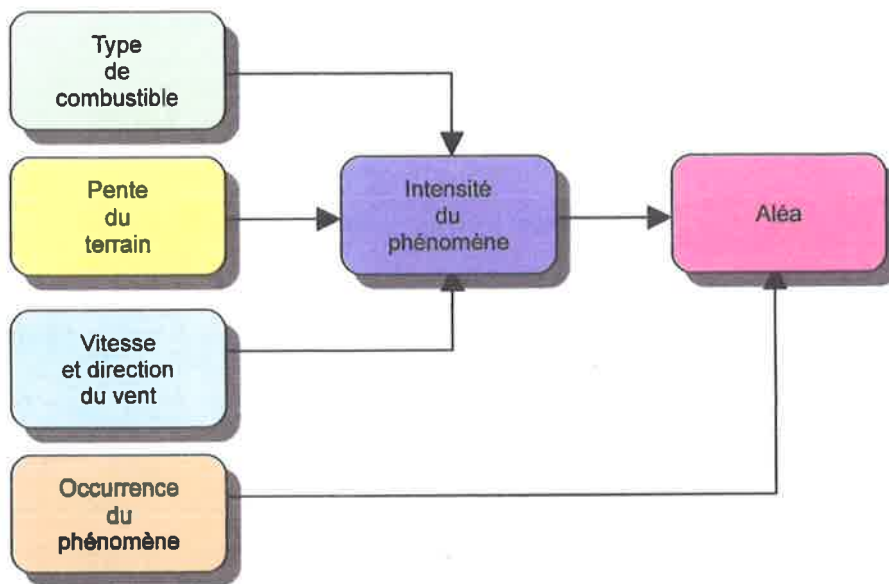 Type
de
combustible
Pente
du
terrain
Intensité
du
phénomène
Aléa
Vitesse
et direction
du vent
Occurrence
du
phénomène